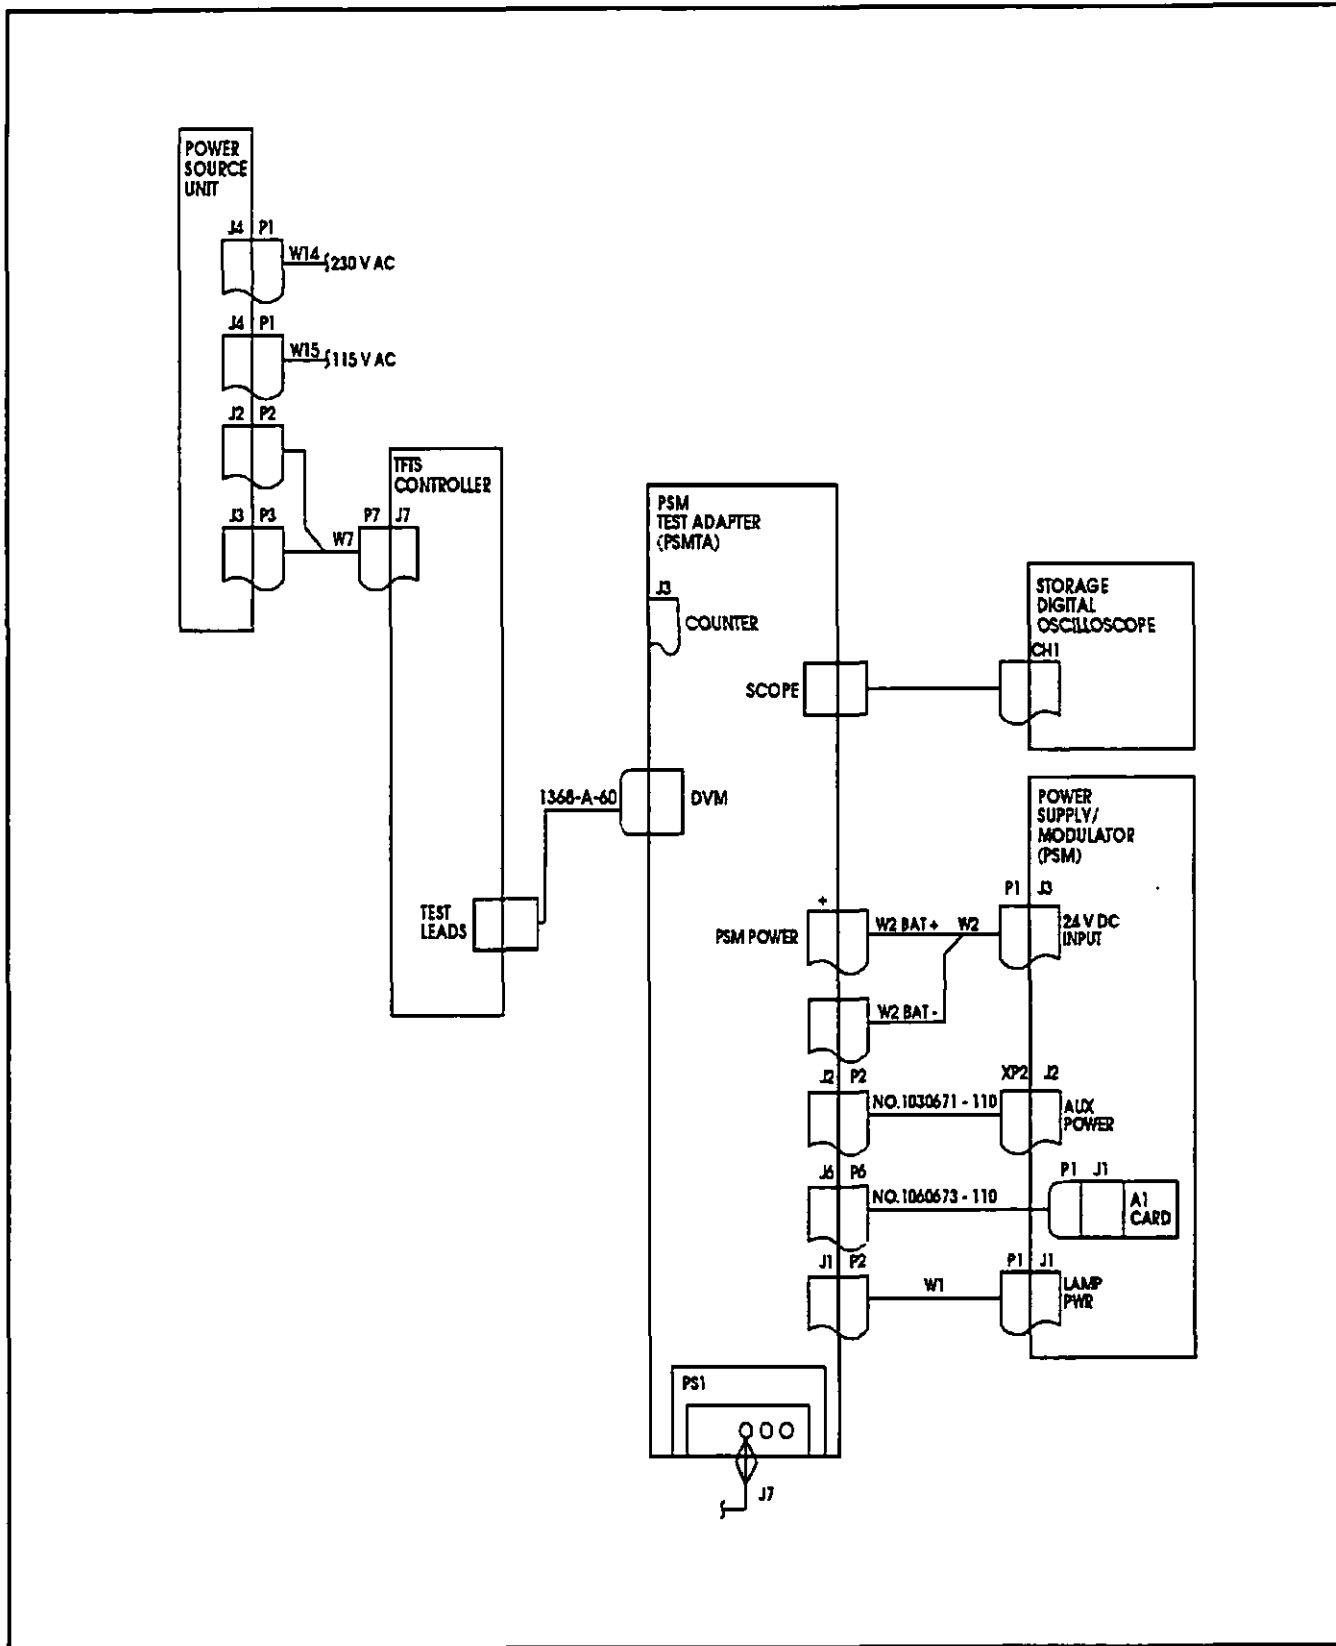 POWER
SOURCE
UNIT
J4 P1
W14
230 V AC
J4 P1
W15
115 V AC
J2 P2
J3 P3
W7
P7 J7
TFTS
CONTROLLER
TEST
LEADS
1368-A-60
PSM
TEST ADAPTER
(PSMTA)
J3
COUNTER
SCOPE
DVM
STORAGE
DIGITAL
OSCILLOSCOPE
CH1
POWER
SUPPLY/
MODULATOR
(PSM)
+
PSM POWER
W2 BAT +
W2
P1 J3
24 V DC
INPUT
W2 BAT -
J2 P2
NO.1030671 - 110
XP2 J2
AUX
POWER
J6 P6
NO.1060673 - 110
P1 J1
A1
CARD
J1 P2
W1
P1 J1
LAMP
PWR
PS1
J7